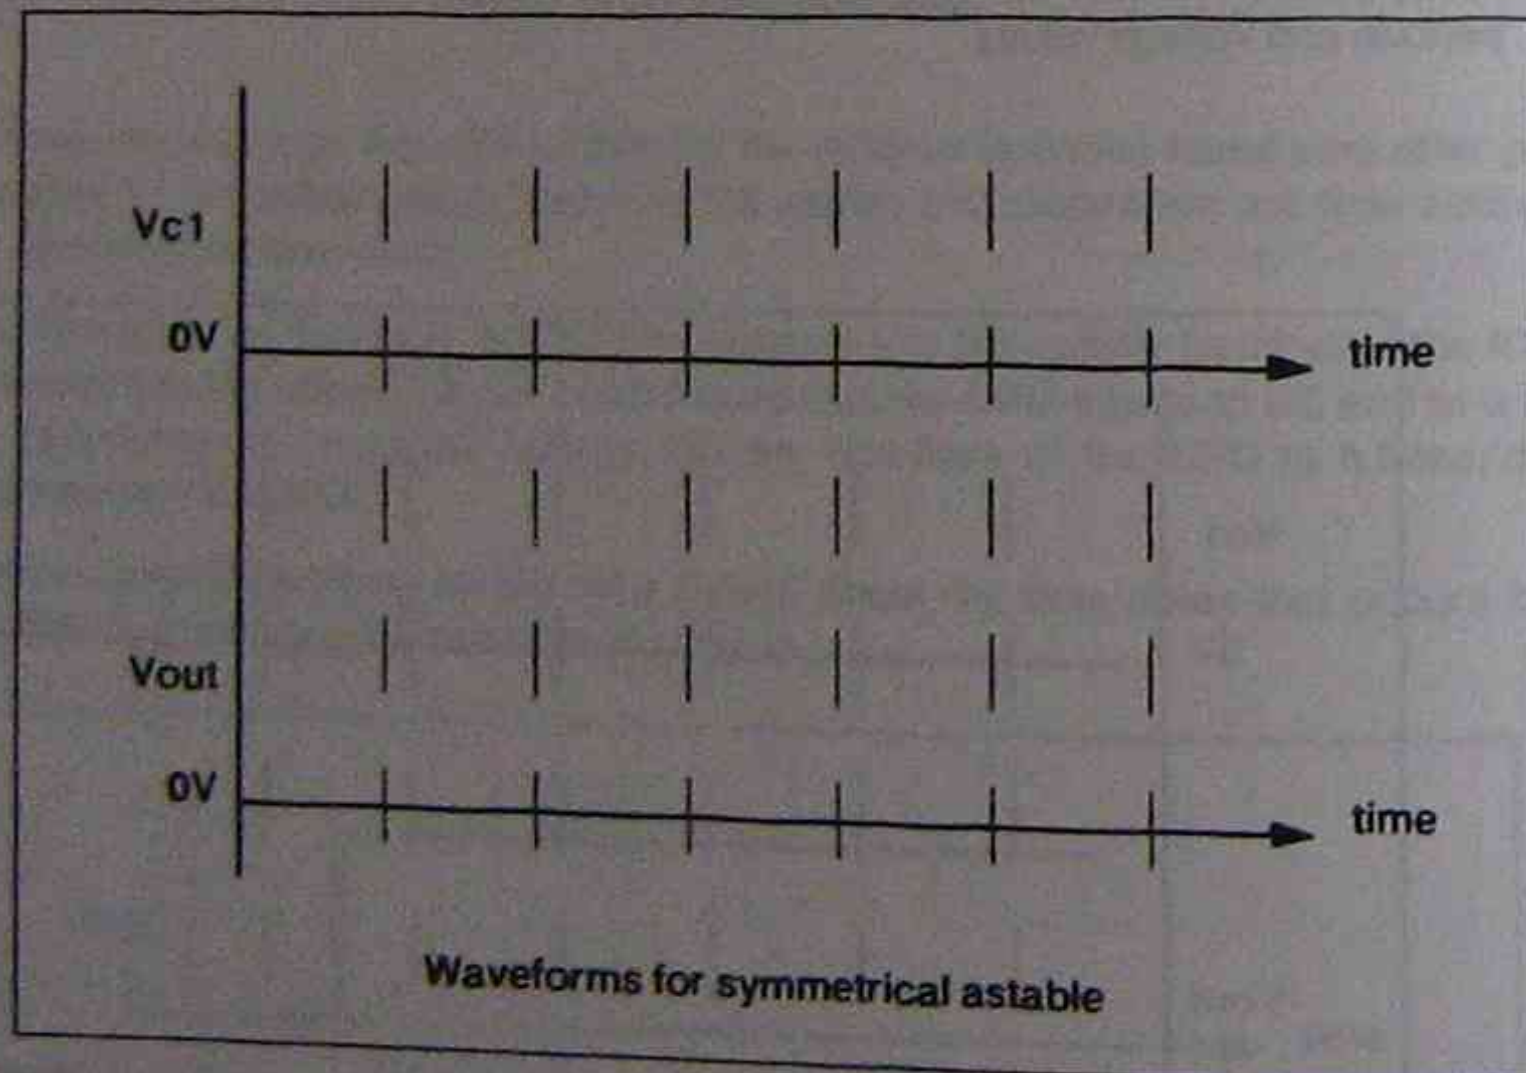 Vc1
0V
time
Vout
0V
time
Waveforms for symmetrical astable